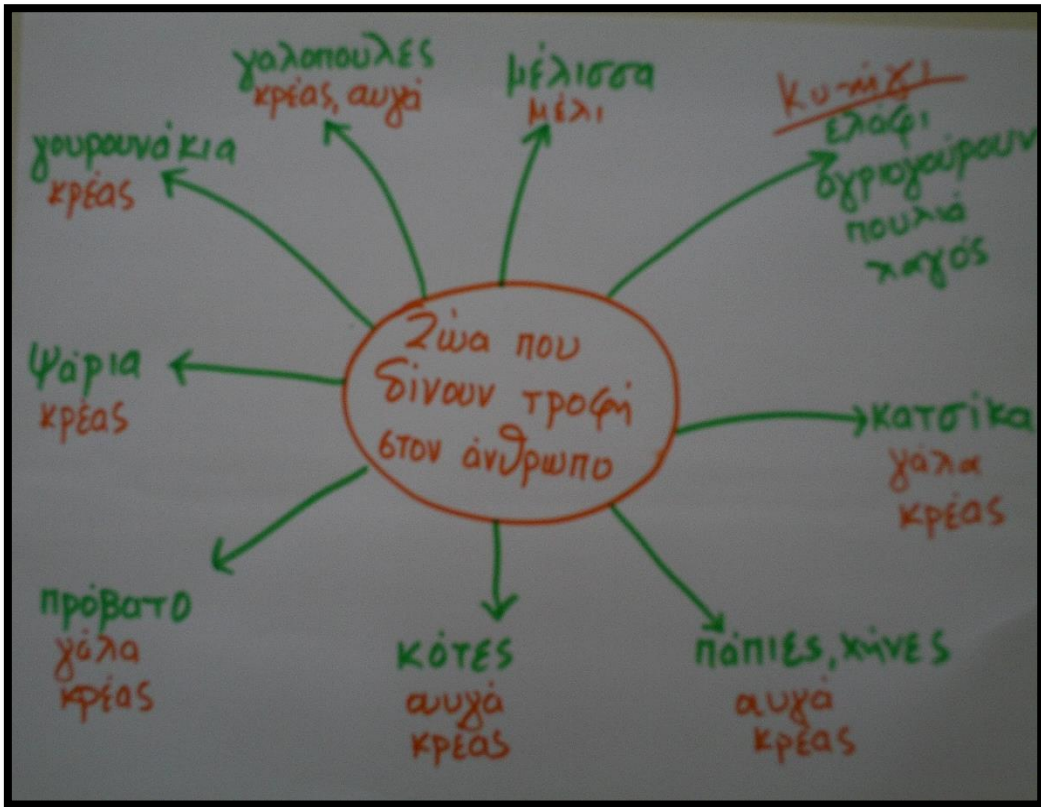 Ζώα που
δίνουν τροφή
στον άνθρωπο
γουρουνάκια
κρέας
γαλοπουλες
κρέας, αυγά
μέλισσα
μέλι
Κυνήγι
ελάφι
αγριογούρουν
πουλιά
λαγός
κατσίκα
γάλα
κρέας
πάπιες, χήνες
αυγά
κρέας
κότες
αυγά
κρέας
πρόβατο
γάλα
κρέας
ψάρια
κρέας